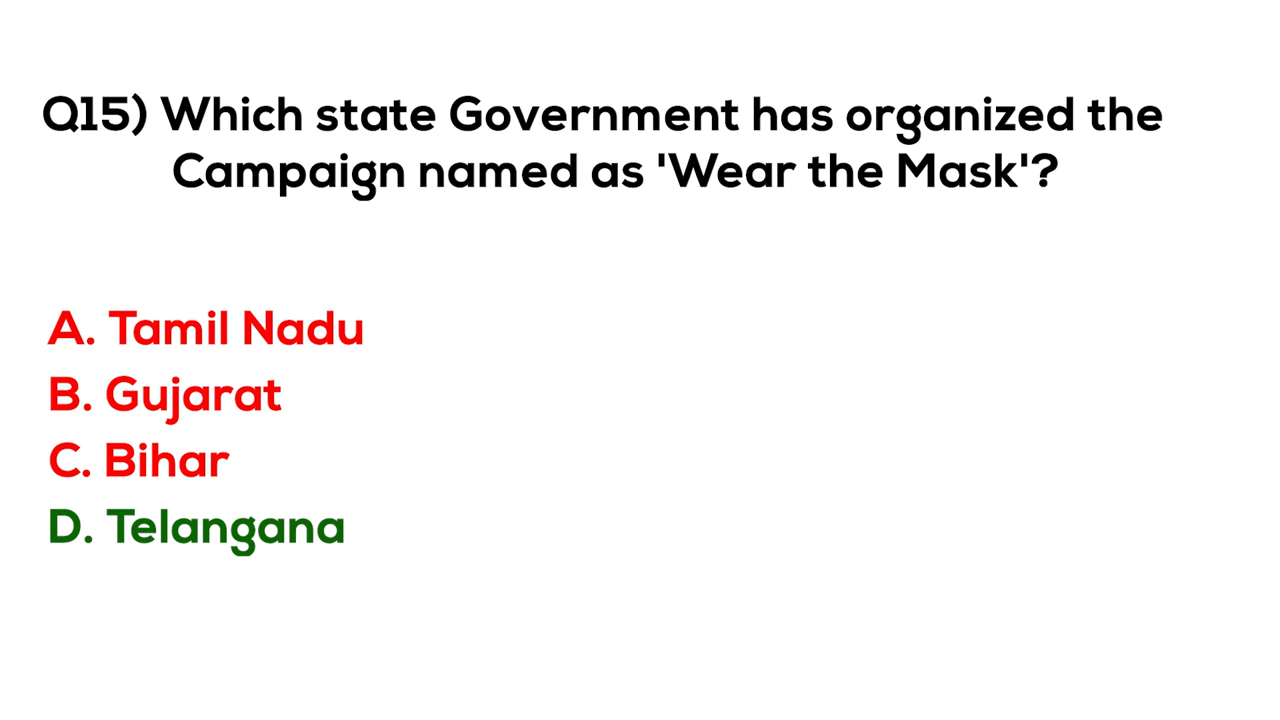 Q15) Which state Government has organized the
Campaign named as 'Wear the Mask'?
A. Tamil Nadu
B. Gujarat
C. Bihar
D. Telangana